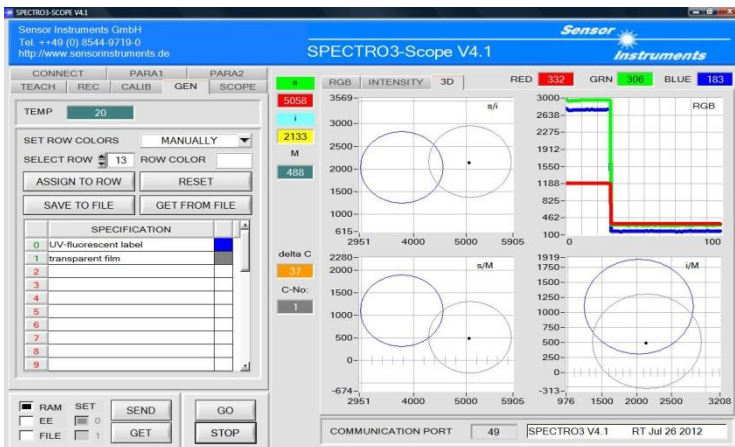 SPECTRO3-SCOPE V4.1
Sensor Instruments GmbH
Tel. ++49 (0) 8544-9719-0
http://www.sensorinstruments.de
SPECTRO3-Scope V4.1
Sensor
Instruments
CONNECT PARA1 PARA2
TEACH REC CALIB GEN SCOPE
TEMP 20
SET ROW COLORS MANUALLY
SELECT ROW 13 ROW COLOR
ASSIGN TO ROW RESET
SAVE TO FILE GET FROM FILE
SPECIFICATION
0 UV-fluorescent label
1 transparent film
2
3
4
5
6
7
8
9
RAM SET SEND GO
EE 0
FILE 1 GET STOP
s
5058
i
2133
M
488
delta C
37
C-No:
1
RGB INTENSITY 3D RED 332 GRN 306 BLUE 183
s/i
3569
3000
2500
2000
1500
1000
615
2951 4000 5000 5905
RGB
3000
2638
2275
1912
1550
1188
825
462
100
0 100
s/M
2280
2000
1500
1000
500
0
-674
2951 4000 5000 5905
i/M
1919
1750
1500
1250
1000
750
500
250
0
-313
976 1500 2000 2500 3208
COMMUNICATION PORT 49 SPECTRO3 V4.1 RT Jul 26 2012